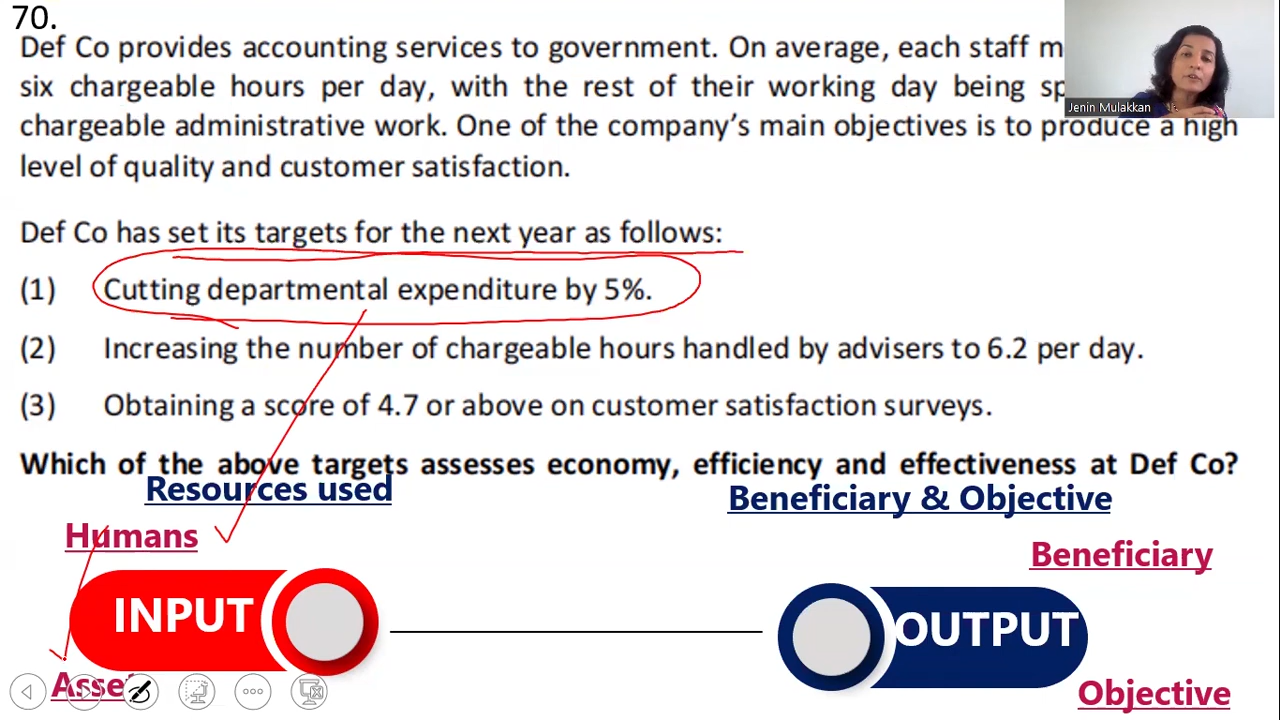 70.
Def Co provides accounting services to government. On average, each staff
six chargeable hours per day, with the rest of their working day being
Jenin Mulakkan
chargeable administrative work. One of the company's main objectives is to produce a high
level of quality and customer satisfaction.
Def Co has set its targets for the next year as follows:
(1) Cutting departmental expenditure by 5%.
(2) Increasing the number of chargeable hours handled by advisers to 6.2 per day.
(3) Obtaining a score of 4.7 or above on customer satisfaction surveys.
Which of the above targets assesses economy, efficiency and effectiveness at Def Co?
Resources used
Beneficiary & Objective
Humans
Beneficiary
INPUT
OUTPUT
Objective